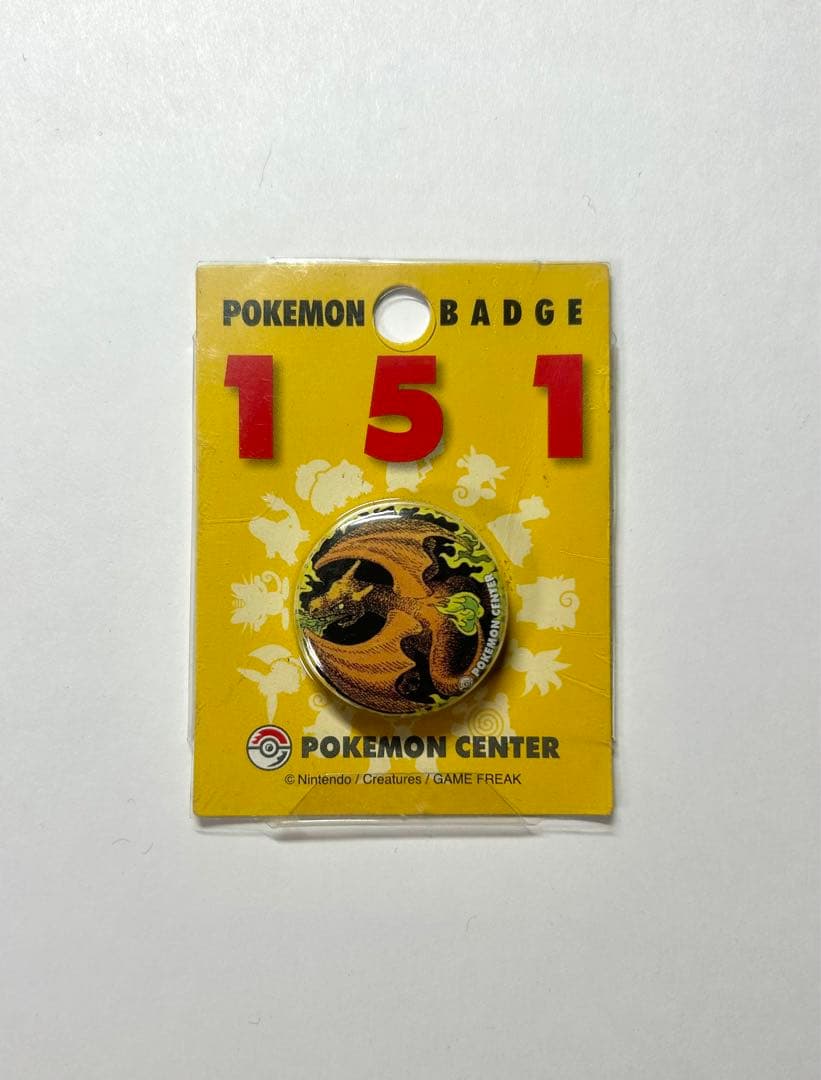 POKEMON BADGE
151
POKEMON CENTER
POKEMON CENTER
© Nintendo / Creatures / GAME FREAK